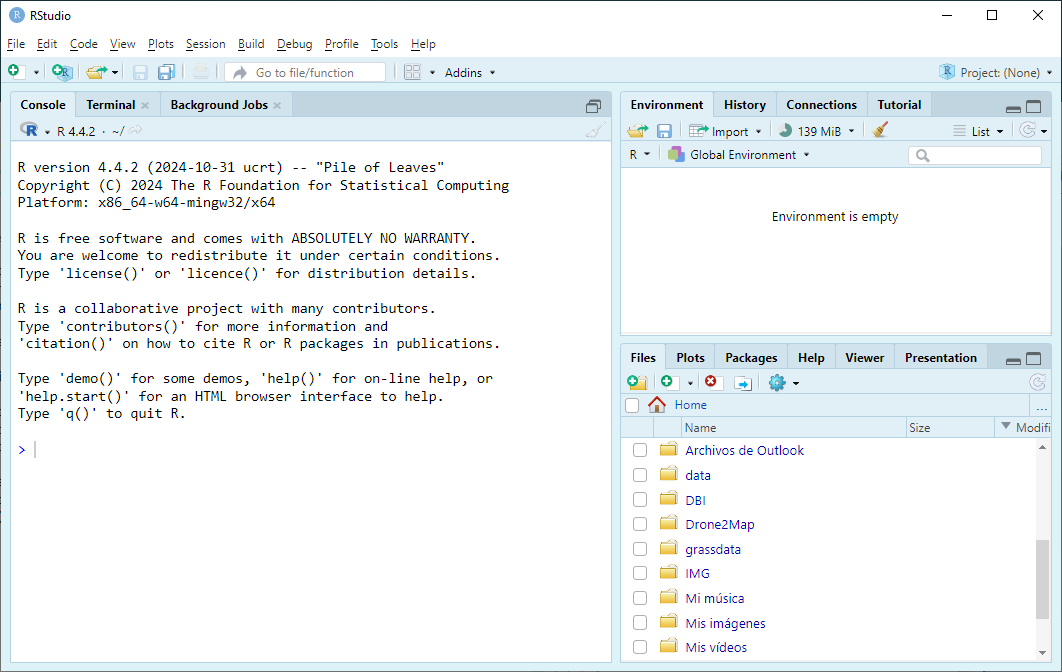 RStudio
File Edit Code View Plots Session Build Debug Profile Tools Help
Go to file/function Addins Project: (None)
Console Terminal Background Jobs
R 4.4.2 · ~/
R version 4.4.2 (2024-10-31 ucrt) -- "Pile of Leaves"
Copyright (C) 2024 The R Foundation for Statistical Computing
Platform: x86_64-w64-mingw32/x64
R is free software and comes with ABSOLUTELY NO WARRANTY.
You are welcome to redistribute it under certain conditions.
Type 'license()' or 'licence()' for distribution details.
R is a collaborative project with many contributors.
Type 'contributors()' for more information and
'citation()' on how to cite R or R packages in publications.
Type 'demo()' for some demos, 'help()' for on-line help, or
'help.start()' for an HTML browser interface to help.
Type 'q()' to quit R.
>
Environment History Connections Tutorial
Import 139 MiB List
R Global Environment
Environment is empty
Files Plots Packages Help Viewer Presentation
Home ...
Name Size Modifi
Archivos de Outlook
data
DBI
Drone2Map
grassdata
IMG
Mi música
Mis imágenes
Mis vídeos